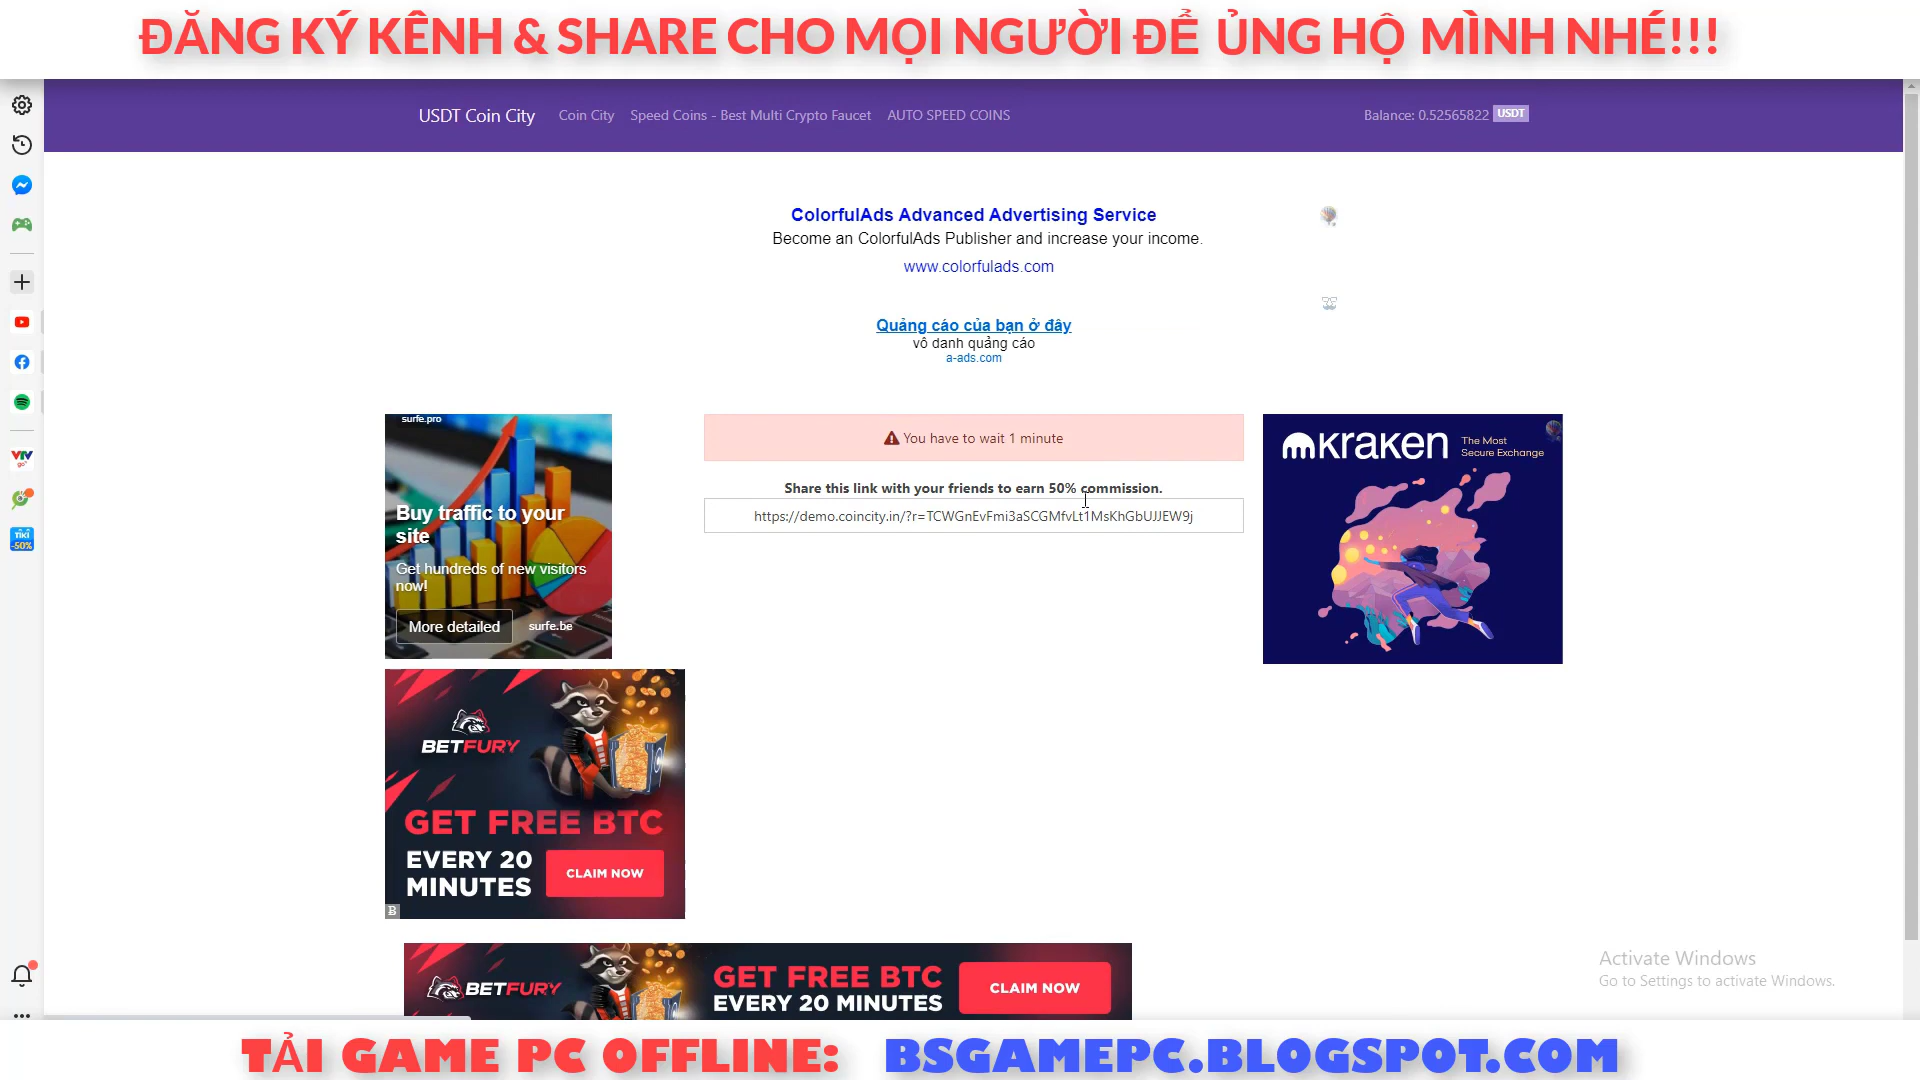 ĐĂNG KÝ KÊNH & SHARE CHO MỌI NGƯỜI ĐỂ ỦNG HỘ MÌNH NHÉ!!!
USDT Coin City Coin City Speed Coins - Best Multi Crypto Faucet AUTO SPEED COINS Balance: 0.52565822 USDT
ColorfulAds Advanced Advertising Service
Become an ColorfulAds Publisher and increase your income.
www.colorfulads.com
Quảng cáo của bạn ở đây
vô danh quảng cáo
a-ads.com
surfe.pro
Buy traffic to your
site
Get hundreds of new visitors
now!
More detailed surfe.be
You have to wait 1 minute
Share this link with your friends to earn 50% commission.
https://demo.coincity.in/?r=TCWGnEvFmi3aSCGMfvLt1MsKhGbUJJEW9j
mkraken The Most
Secure Exchange
VTV
go
TIKI
-50%
BETFURY
GET FREE BTC
EVERY 20
MINUTES
CLAIM NOW
BETFURY
GET FREE BTC
EVERY 20 MINUTES
CLAIM NOW
Activate Windows
Go to Settings to activate Windows.
TẢI GAME PC OFFLINE: BSGAMEPC.BLOGSPOT.COM